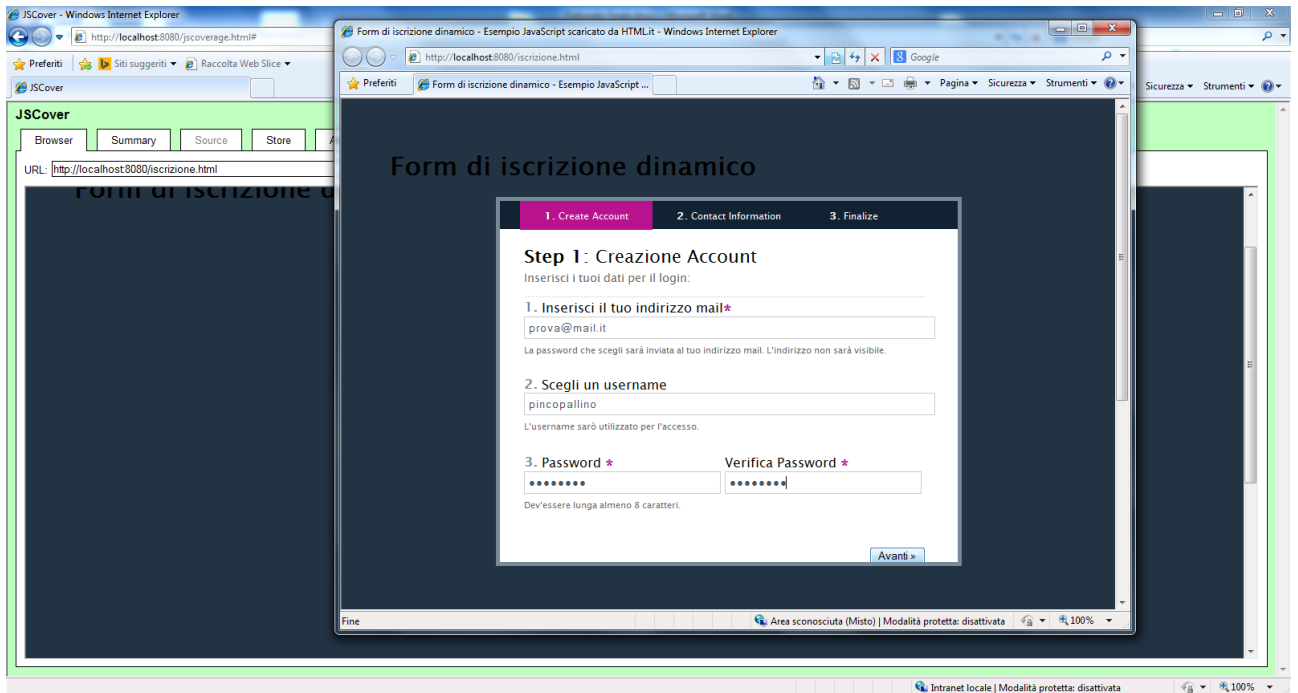 JSCover - Windows Internet Explorer
http://localhost:8080/jscoverage.html#
Preferiti
Siti suggeriti
Raccolta Web Slice
JSCover
Sicurezza
Strumenti
JSCover
Browser
Summary
Source
Store
URL: http://localhost:8080/iscrizione.html
Form di iscrizione
Form di iscrizione dinamico - Esempio JavaScript scaricato da HTML.it - Windows Internet Explorer
http://localhost:8080/iscrizione.html
Google
Preferiti
Form di iscrizione dinamico - Esempio JavaScript ...
Pagina
Sicurezza
Strumenti
Form di iscrizione dinamico
1. Create Account
2. Contact Information
3. Finalize
Step 1: Creazione Account
Inserisci i tuoi dati per il login:
1. Inserisci il tuo indirizzo mail*
prova@mail.it
La password che scegli sarà inviata al tuo indirizzo mail. L'indirizzo non sarà visibile.
2. Scegli un username
pincopallino
L'username sarò utilizzato per l'accesso.
3. Password *
Verifica Password *
••••••••
••••••••
Dev'essere lunga almeno 8 caratteri.
Avanti »
Fine
Area sconosciuta (Misto) | Modalità protetta: disattivata
100%
Intranet locale | Modalità protetta: disattivata
100%